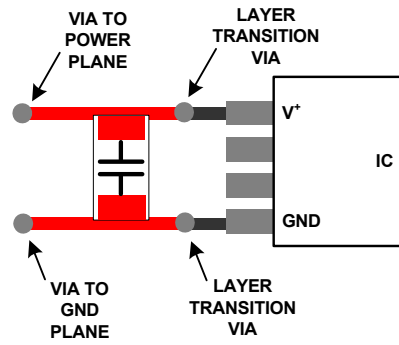 VIA TO
POWER
PLANE
LAYER
TRANSITION
VIA
V+
IC
GND
VIA TO
GND
PLANE
LAYER
TRANSITION
VIA